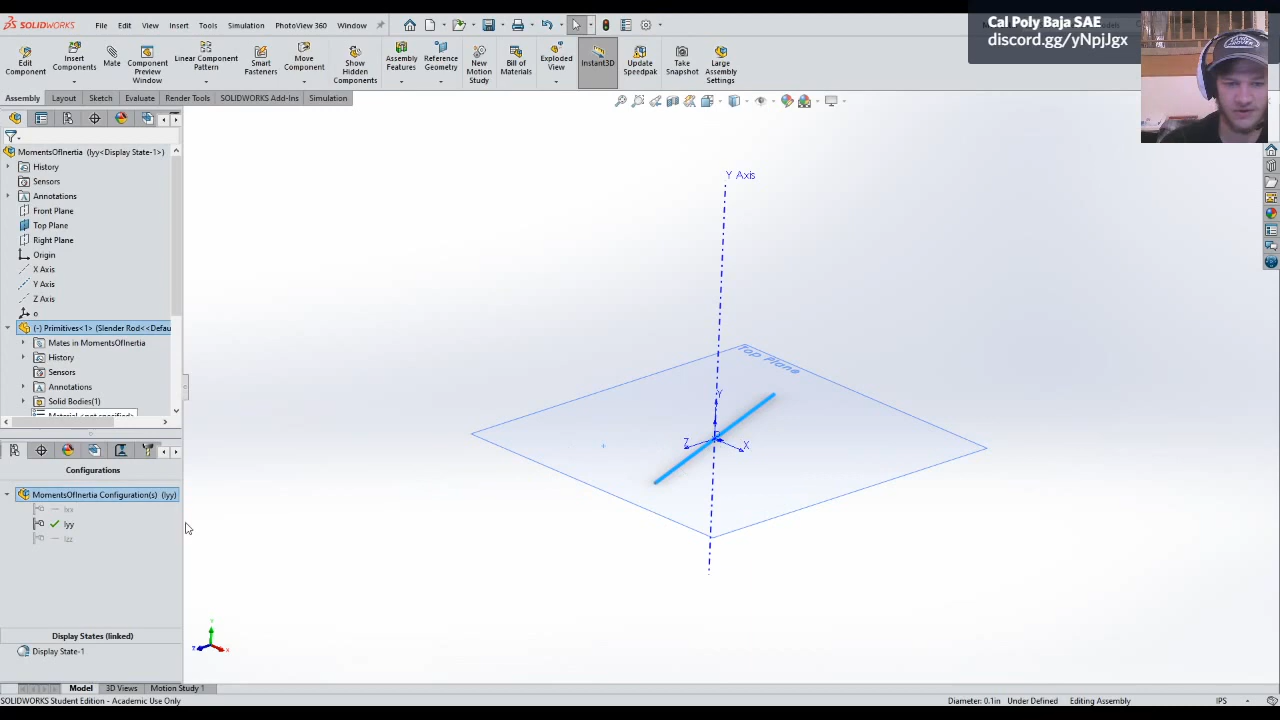 SOLIDWORKS File Edit View Insert Tools Simulation PhotoView 360 Window
Cal Poly Baja SAE
discord.gg/yNpjJgx
Edit Component
Insert Components
Mate
Component Preview Window
Linear Component Pattern
Smart Fasteners
Move Component
Show Hidden Components
Assembly Features
Reference Geometry
New Motion Study
Bill of Materials
Exploded View
Instant3D
Update Speedpak
Take Snapshot
Large Assembly Settings
Assembly Layout Sketch Evaluate Render Tools SOLIDWORKS Add-Ins Simulation
MomentsOfInertia (Iyy<Display State-1>)
History
Sensors
Annotations
Front Plane
Top Plane
Right Plane
Origin
X Axis
Y Axis
Z Axis
(-) Primitives<1> (Slender Rod<<Defau
Mates in MomentsOfInertia
History
Sensors
Annotations
Solid Bodies(1)
Material <not specified>
Configurations
MomentsOfInertia Configuration(s) (Iyy)
Ixx
Iyy
Izz
Display States (linked)
Display State-1
Y Axis
Top Plane
Y
Z
X
Model 3D Views Motion Study 1
SOLIDWORKS Student Edition - Academic Use Only
Diameter: 0.1in Under Defined Editing Assembly IPS